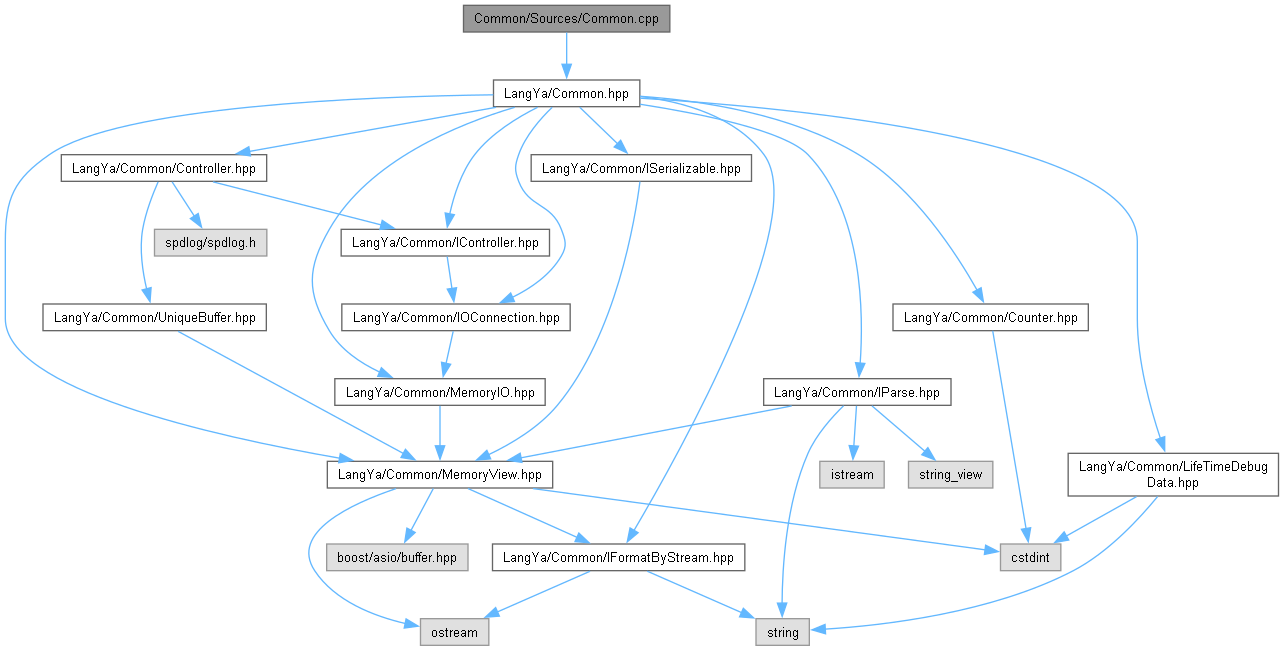 Common/Sources/Common.cpp
LangYa/Common.hpp
LangYa/Common/Controller.hpp
LangYa/Common/ISerializable.hpp
spdlog/spdlog.h
LangYa/Common/IController.hpp
LangYa/Common/UniqueBuffer.hpp
LangYa/Common/IOConnection.hpp
LangYa/Common/Counter.hpp
LangYa/Common/MemoryIO.hpp
LangYa/Common/IParse.hpp
LangYa/Common/MemoryView.hpp
istream
string_view
LangYa/Common/LifeTimeDebug
Data.hpp
boost/asio/buffer.hpp
LangYa/Common/IFormatByStream.hpp
cstdint
ostream
string